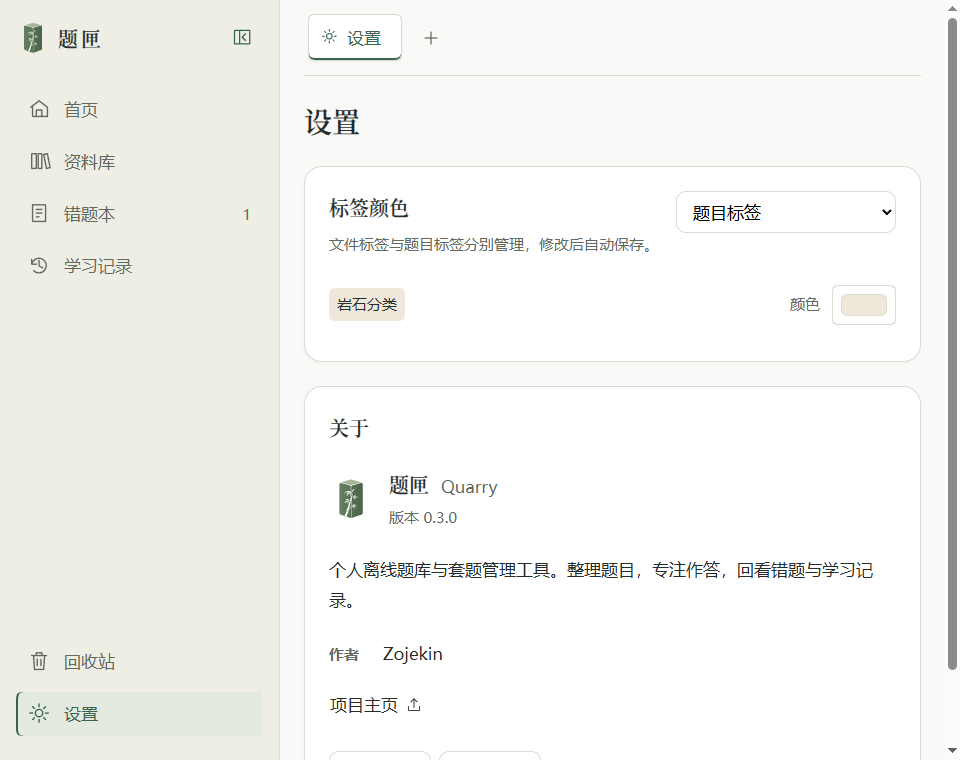 题匣
首页
资料库
错题本 1
学习记录
回收站
设置
设置
设置
标签颜色
题目标签
文件标签与题目标签分别管理，修改后自动保存。
岩石分类
颜色
关于
题匣 Quarry
版本 0.3.0
个人离线题库与套题管理工具。整理题目，专注作答，回看错题与学习记
录。
作者 Zojekin
项目主页